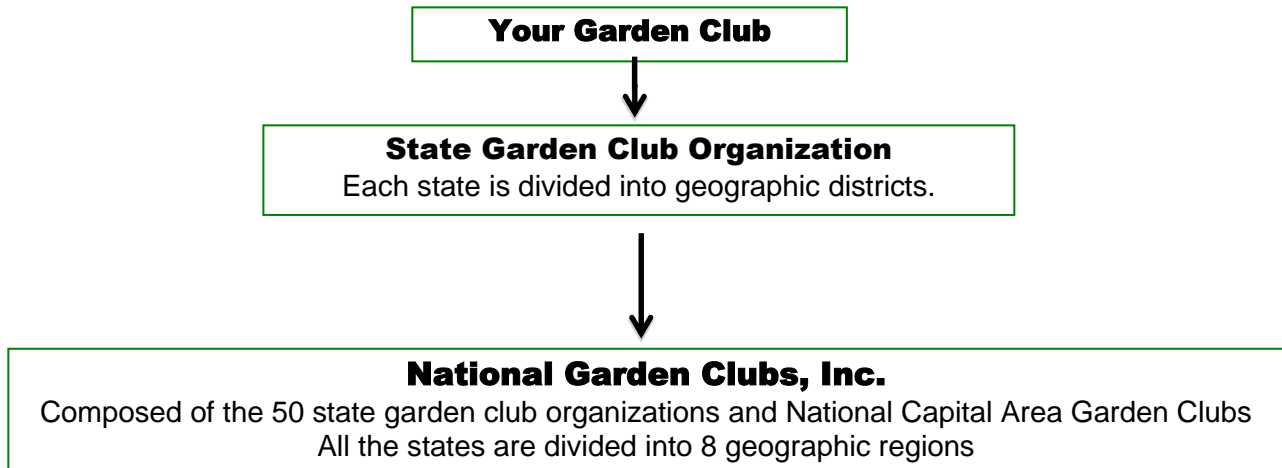 Your Garden Club
State Garden Club Organization
Each state is divided into geographic districts.
National Garden Clubs, Inc.
Composed of the 50 state garden club organizations and National Capital Area Garden Clubs
All the states are divided into 8 geographic regions